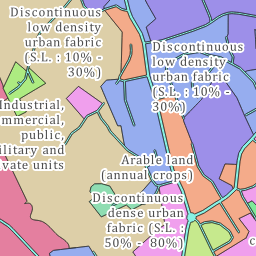 Discontinuous
low density
urban fabric
(S.L. : 10% -
30%)
Discontinuous
low density
urban fabric
(S.L. : 10% -
30%)
Industrial,
mmercial,
public,
ilitary and
vate units
Arable land
(annual crops)
Discontinuous
dense urban
fabric (S.L. :
50% - 80%)
c